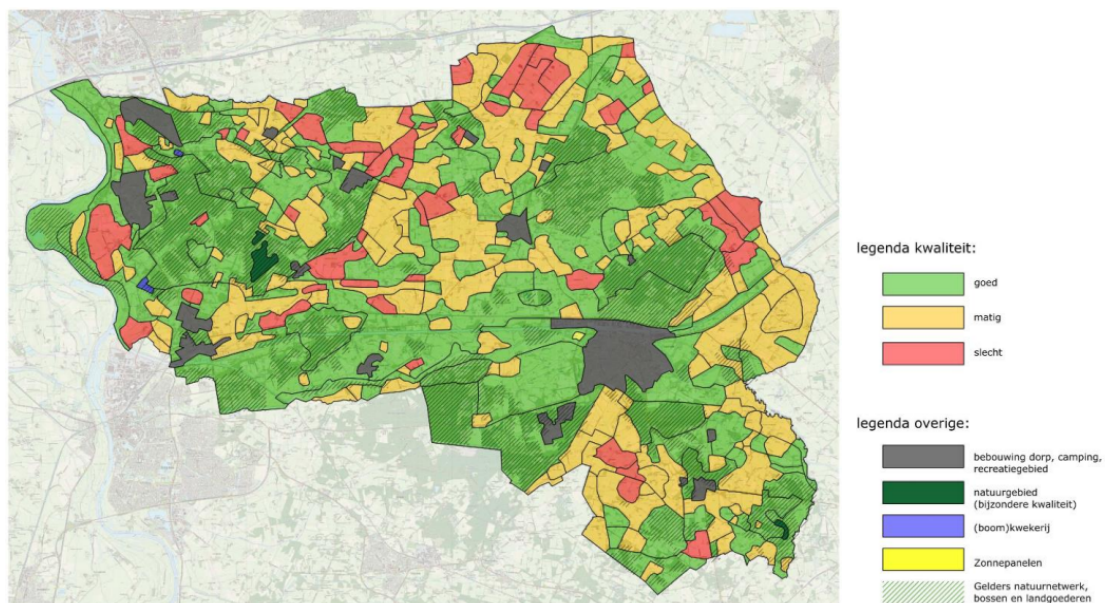 legenda kwaliteit:
goed
matig
slecht
legenda overige:
bebouwing dorp, camping,
recreatiegebied
natuurgebied
(bijzondere kwaliteit)
(boom)kwekerij
Zonnepanelen
Gelders natuurnetwerk,
bossen en landgoederen